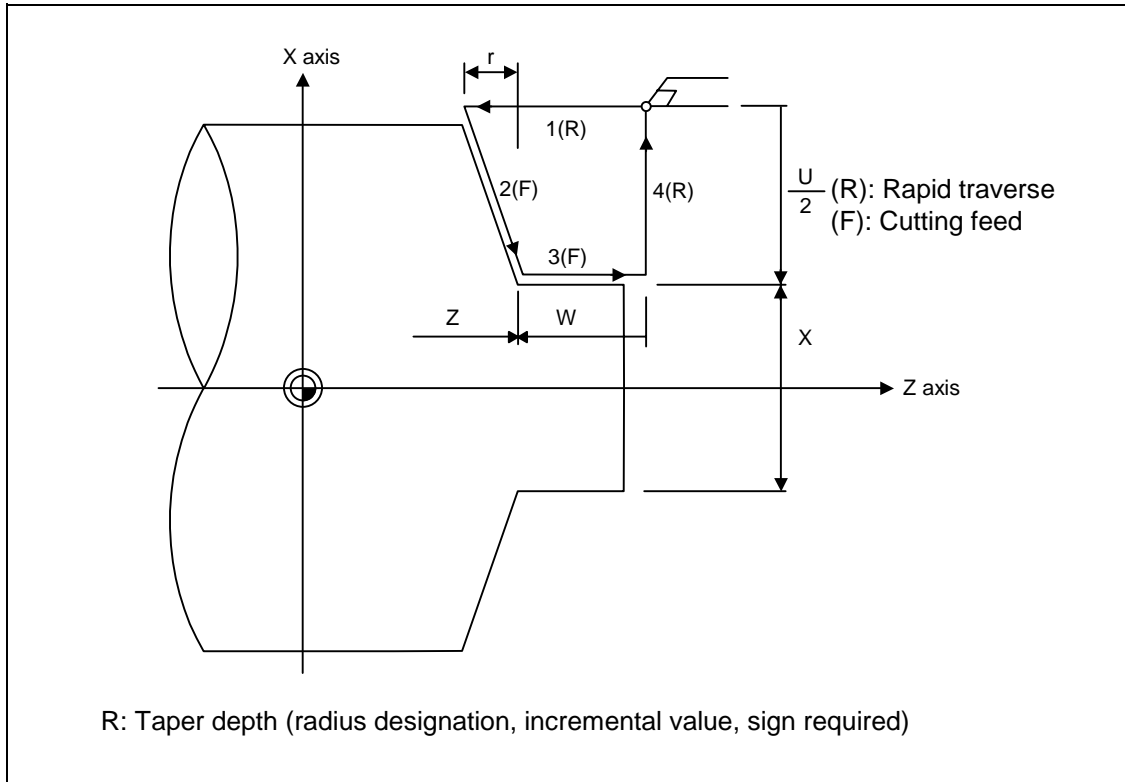 X axis
r
1(R)
2(F)
4(R)
U
2
(R): Rapid traverse
(F): Cutting feed
3(F)
Z
W
X
Z axis
R: Taper depth (radius designation, incremental value, sign required)